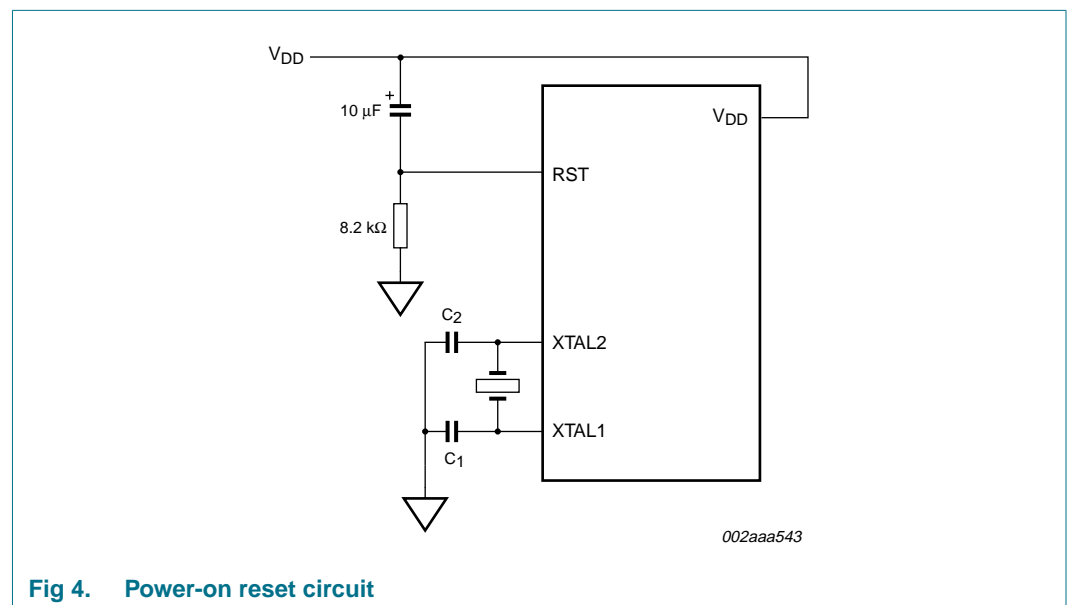 VDD
+
10 μF
VDD
RST
8.2 kΩ
C2
XTAL2
XTAL1
C1
002aaa543
Fig 4. Power-on reset circuit